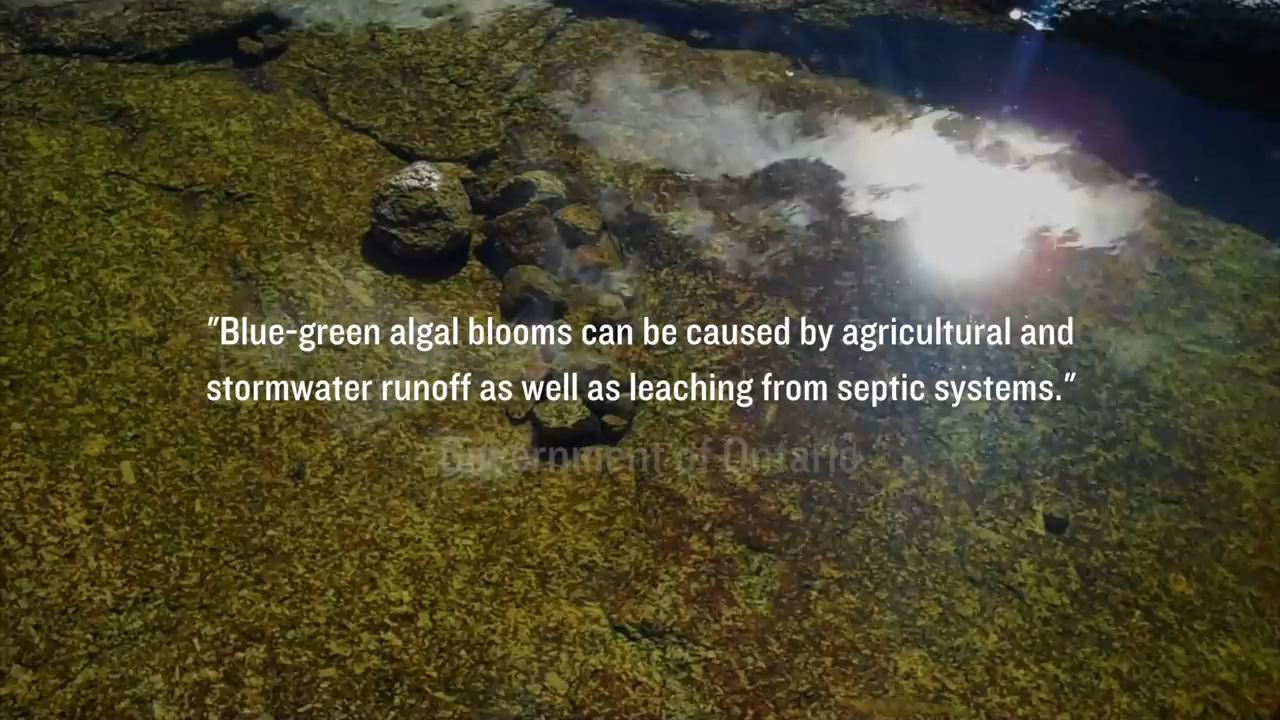 "Blue-green algal blooms can be caused by agricultural and
stormwater runoff as well as leaching from septic systems."
Government of Ontario